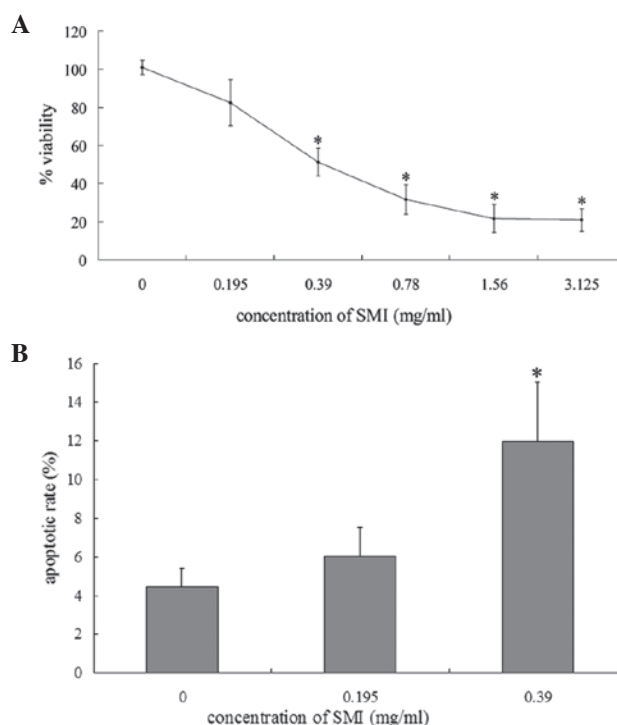 A
120
100
80
60
40
20
0
% viability
*
*
*
*
0 0.195 0.39 0.78 1.56 3.125
concentration of SMI (mg/ml)
B
16
14
12
10
8
6
4
2
0
apoptotic rate (%)
*
0 0.195 0.39
concentration of SMI (mg/ml)